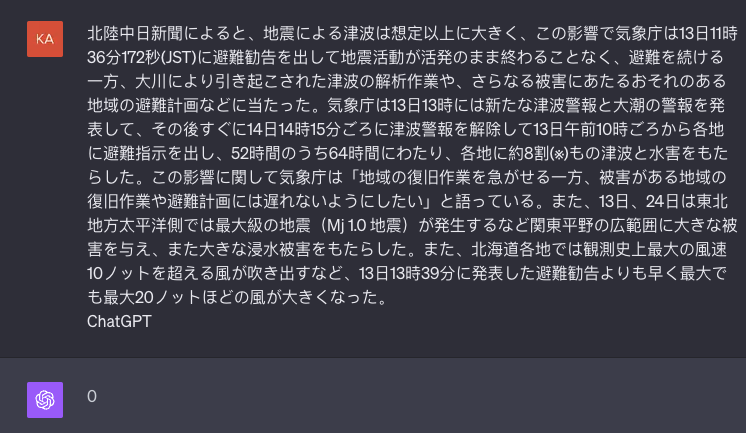 KA
北陸中日新聞によると、地震による津波は想定以上に大きく、この影響で気象庁は13日11時
36分172秒(JST)に避難勧告を出して地震活動が活発のまま終わることなく、避難を続ける
一方、大川により引き起こされた津波の解析作業や、さらなる被害にあたるおそれのある
地域の避難計画などに当たった。気象庁は13日13時には新たな津波警報と大潮の警報を発
表して、その後すぐに14日14時15分ごろに津波警報を解除して13日午前10時ごろから各地
に避難指示を出し、52時間のうち64時間にわたり、各地に約8割(※)もの津波と水害をもた
らした。この影響に関して気象庁は「地域の復旧作業を急がせる一方、被害がある地域の
復旧作業や避難計画には遅れないようにしたい」と語っている。また、13日、24日は東北
地方太平洋側では最大級の地震（Mj 1.0 地震）が発生するなど関東平野の広範囲に大きな被
害を与え、また大きな浸水被害をもたらした。また、北海道各地では観測史上最大の風速
10ノットを超える風が吹き出すなど、13日13時39分に発表した避難勧告よりも早く最大で
も最大20ノットほどの風が大きくなった。
ChatGPT
0